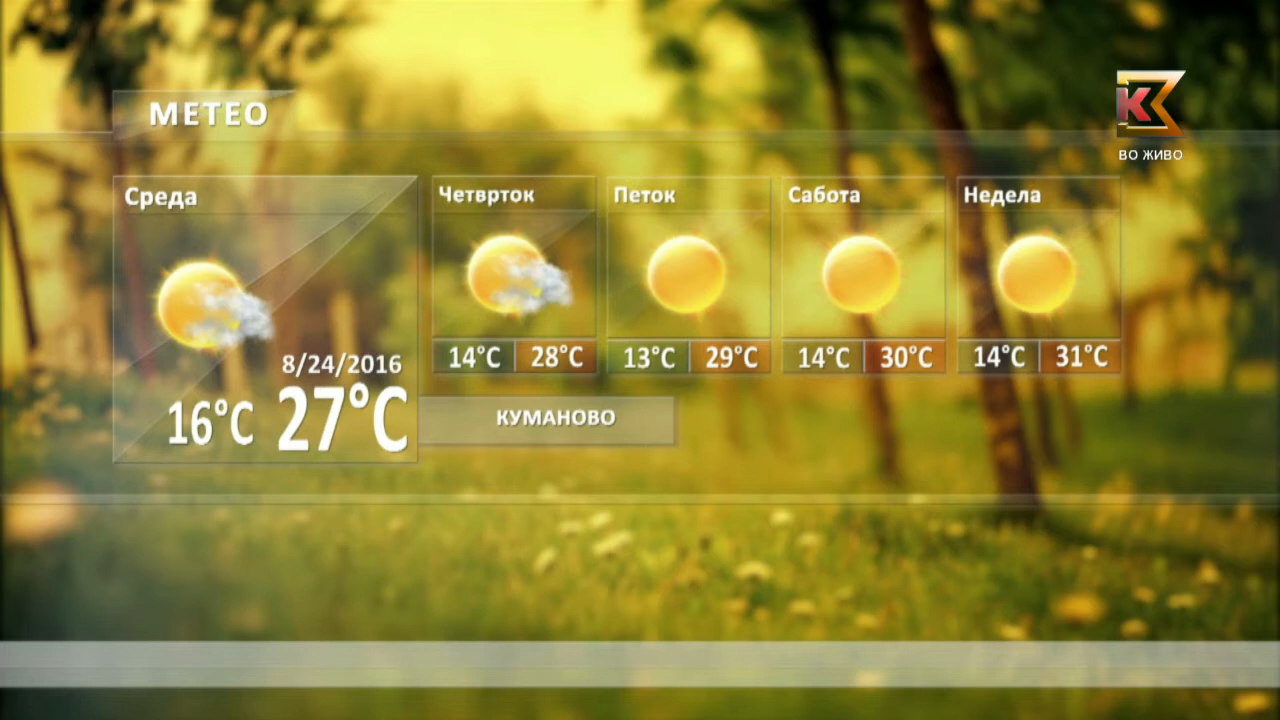 МЕТЕО
К3
ВО ЖИВО
Среда
8/24/2016
16°C 27°C
Четврток
14°C 28°C
Петок
13°C 29°C
Сабота
14°C 30°C
Недела
14°C 31°C
КУМАНОВО